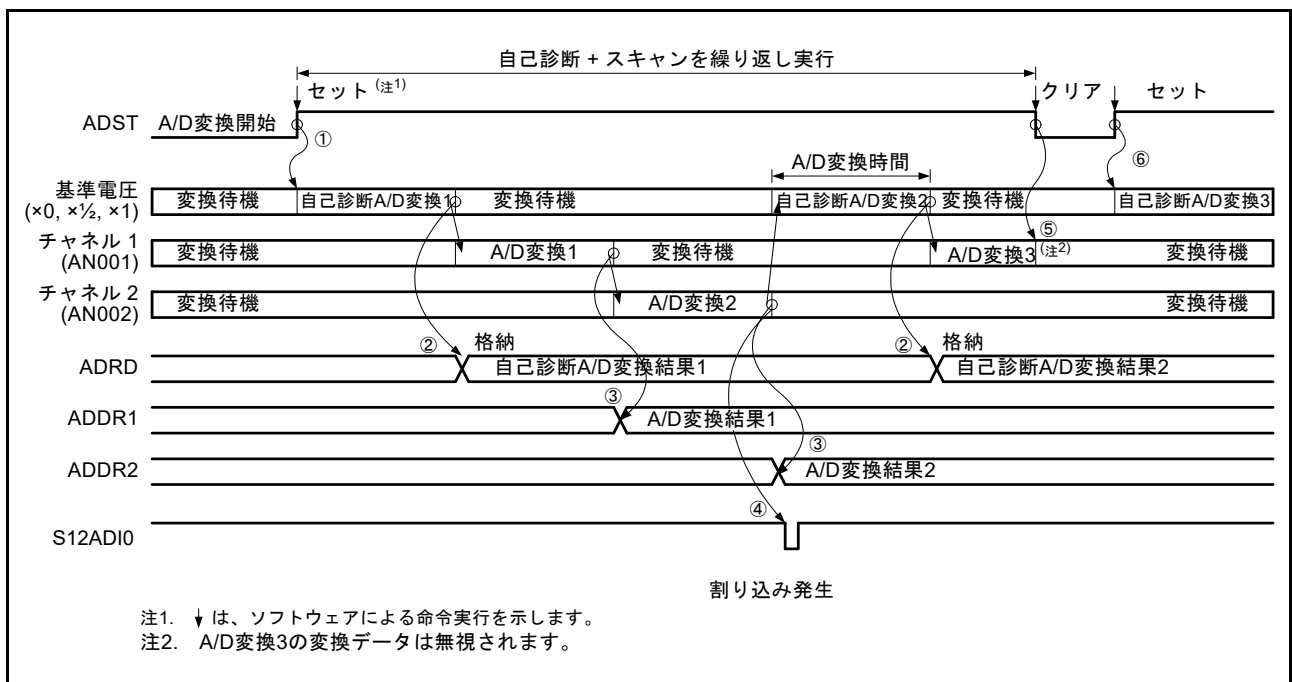 自己診断 + スキャンを繰り返し実行
セット (注1)
クリア
セット
ADST
A/D変換開始
①
⑥
A/D変換時間
基準電圧
(×0, ×½, ×1)
変換待機
自己診断A/D変換1
変換待機
自己診断A/D変換2
変換待機
自己診断A/D変換3
⑤
チャネル 1
(AN001)
変換待機
A/D変換1
変換待機
A/D変換3 (注2)
変換待機
チャネル 2
(AN002)
変換待機
A/D変換2
変換待機
ADRD
②
格納
自己診断A/D変換結果1
②
格納
自己診断A/D変換結果2
ADDR1
③
A/D変換結果1
ADDR2
③
A/D変換結果2
S12ADI0
④
割り込み発生
注1. ↓ は、ソフトウェアによる命令実行を示します。
注2. A/D変換3の変換データは無視されます。